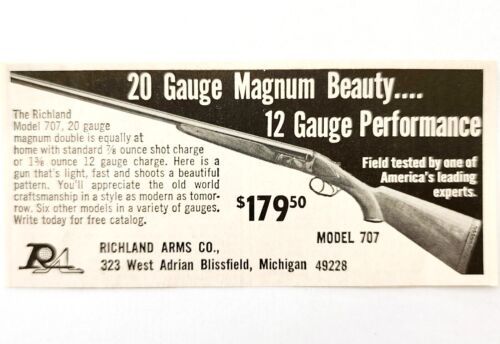 20 Gauge Magnum Beauty....
12 Gauge Performance
The Richland
Model 707, 20 gauge
magnum double is equally at
home with standard ⅞ ounce shot charge
or 1³⁄₁₆ ounce 12 gauge charge. Here is a
gun that's light, fast and shoots a beautiful
pattern. You'll appreciate the old world
craftsmanship in a style as modern as tomor-
row. Six other models in a variety of gauges.
Write today for free catalog.
Field tested by one of
America's leading
experts.
$179⁵⁰
MODEL 707
RA
RICHLAND ARMS CO.,
323 West Adrian Blissfield, Michigan 49228